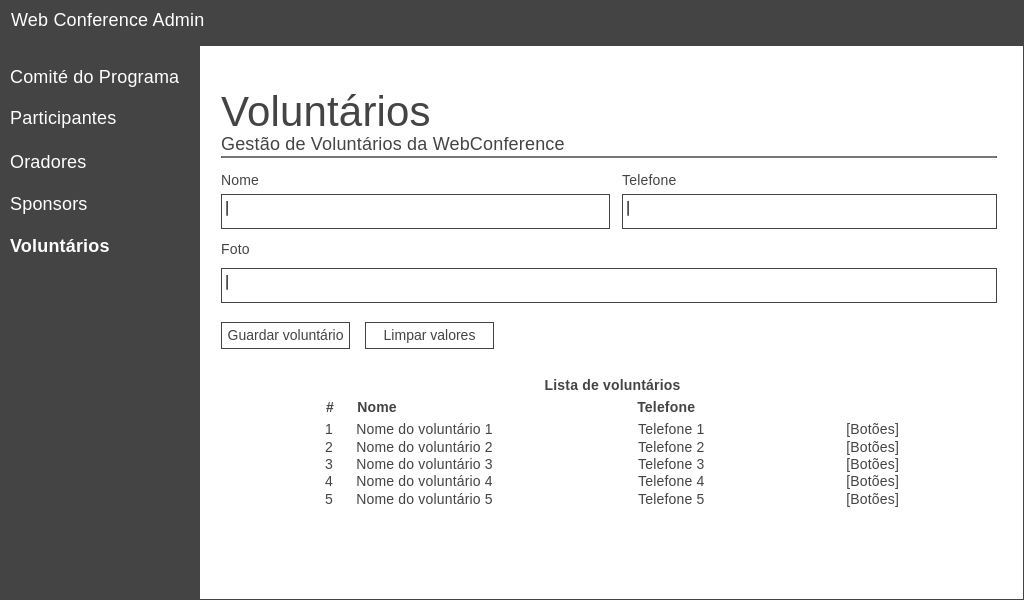 Web Conference Admin
Comité do Programa
Participantes
Oradores
Sponsors
Voluntários
Voluntários
Gestão de Voluntários da WebConference
Nome Telefone
Foto
Guardar voluntário Limpar valores
Lista de voluntários
# Nome Telefone
1 Nome do voluntário 1 Telefone 1 [Botões]
2 Nome do voluntário 2 Telefone 2 [Botões]
3 Nome do voluntário 3 Telefone 3 [Botões]
4 Nome do voluntário 4 Telefone 4 [Botões]
5 Nome do voluntário 5 Telefone 5 [Botões]